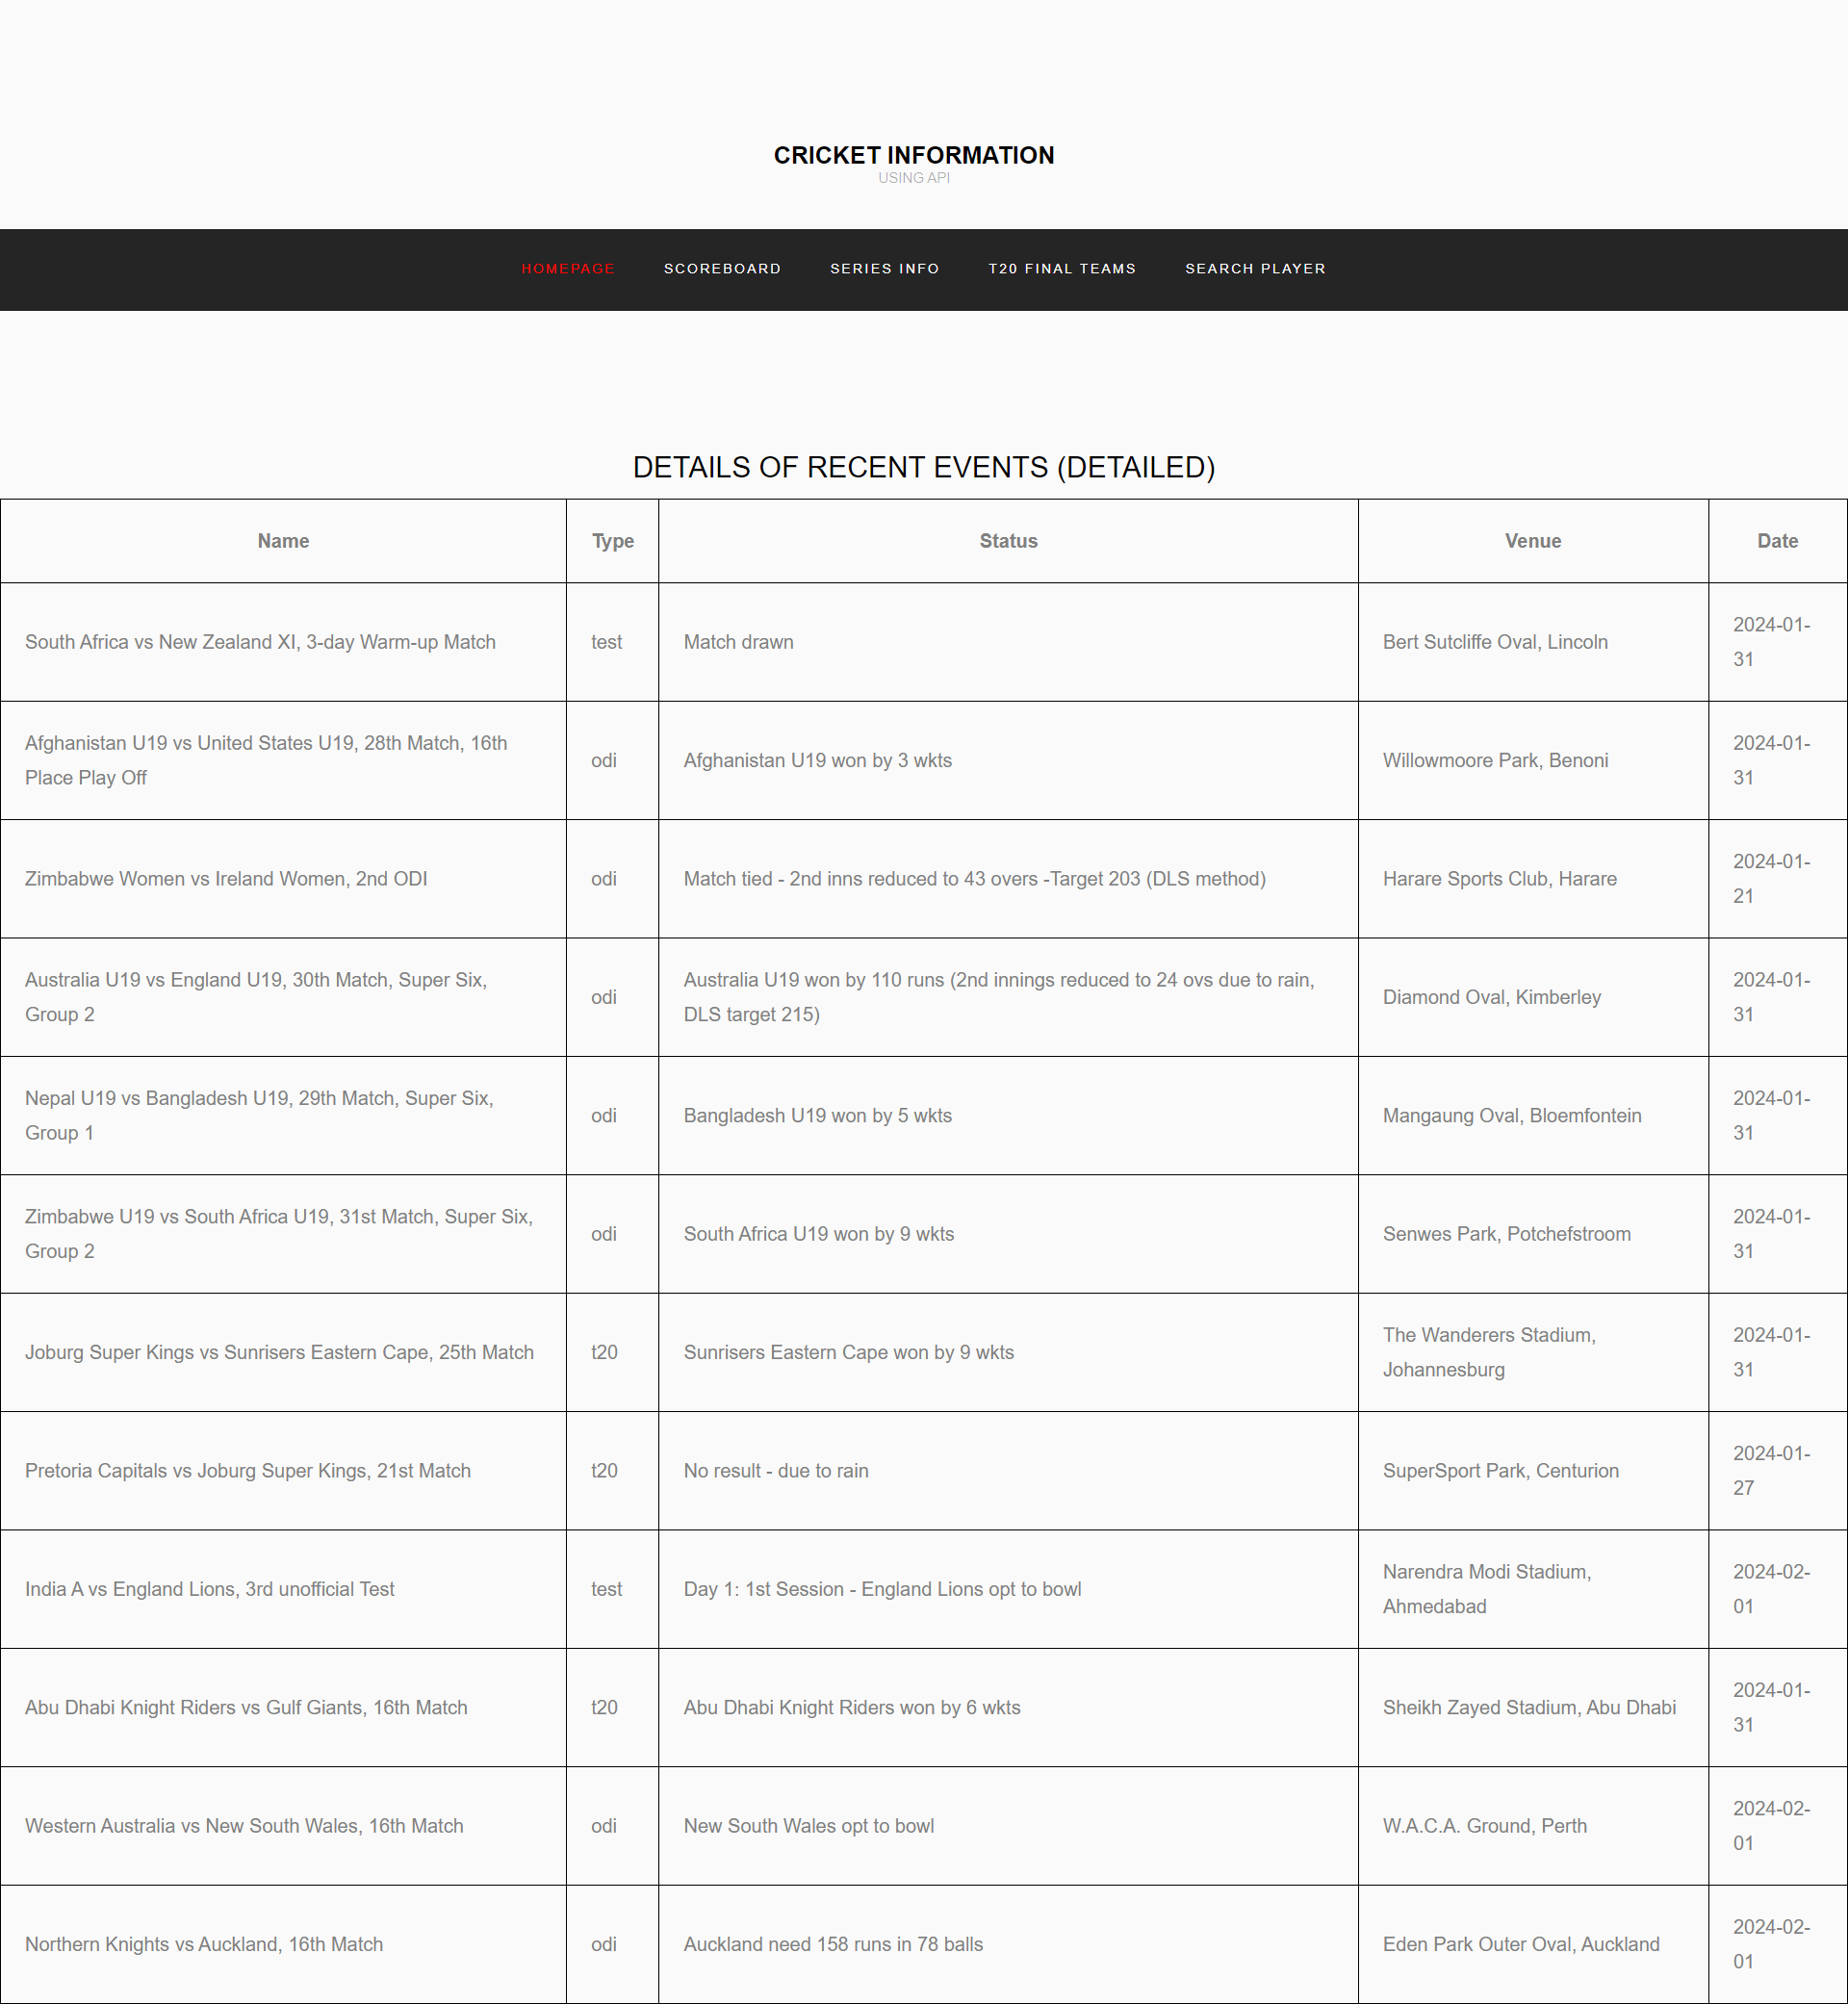 CRICKET INFORMATION
USING API
HOMEPAGE SCOREBOARD SERIES INFO T20 FINAL TEAMS SEARCH PLAYER
DETAILS OF RECENT EVENTS (DETAILED)
Name Type Status Venue Date
South Africa vs New Zealand XI, 3-day Warm-up Match test Match drawn Bert Sutcliffe Oval, Lincoln 2024-01-
31
Afghanistan U19 vs United States U19, 28th Match, 16th
Place Play Off odi Afghanistan U19 won by 3 wkts Willowmoore Park, Benoni 2024-01-
31
Zimbabwe Women vs Ireland Women, 2nd ODI odi Match tied - 2nd inns reduced to 43 overs -Target 203 (DLS method) Harare Sports Club, Harare 2024-01-
21
Australia U19 vs England U19, 30th Match, Super Six,
Group 2 odi Australia U19 won by 110 runs (2nd innings reduced to 24 ovs due to rain,
DLS target 215) Diamond Oval, Kimberley 2024-01-
31
Nepal U19 vs Bangladesh U19, 29th Match, Super Six,
Group 1 odi Bangladesh U19 won by 5 wkts Mangaung Oval, Bloemfontein 2024-01-
31
Zimbabwe U19 vs South Africa U19, 31st Match, Super Six,
Group 2 odi South Africa U19 won by 9 wkts Senwes Park, Potchefstroom 2024-01-
31
Joburg Super Kings vs Sunrisers Eastern Cape, 25th Match t20 Sunrisers Eastern Cape won by 9 wkts The Wanderers Stadium,
Johannesburg 2024-01-
31
Pretoria Capitals vs Joburg Super Kings, 21st Match t20 No result - due to rain SuperSport Park, Centurion 2024-01-
27
India A vs England Lions, 3rd unofficial Test test Day 1: 1st Session - England Lions opt to bowl Narendra Modi Stadium,
Ahmedabad 2024-02-
01
Abu Dhabi Knight Riders vs Gulf Giants, 16th Match t20 Abu Dhabi Knight Riders won by 6 wkts Sheikh Zayed Stadium, Abu Dhabi 2024-01-
31
Western Australia vs New South Wales, 16th Match odi New South Wales opt to bowl W.A.C.A. Ground, Perth 2024-02-
01
Northern Knights vs Auckland, 16th Match odi Auckland need 158 runs in 78 balls Eden Park Outer Oval, Auckland 2024-02-
01